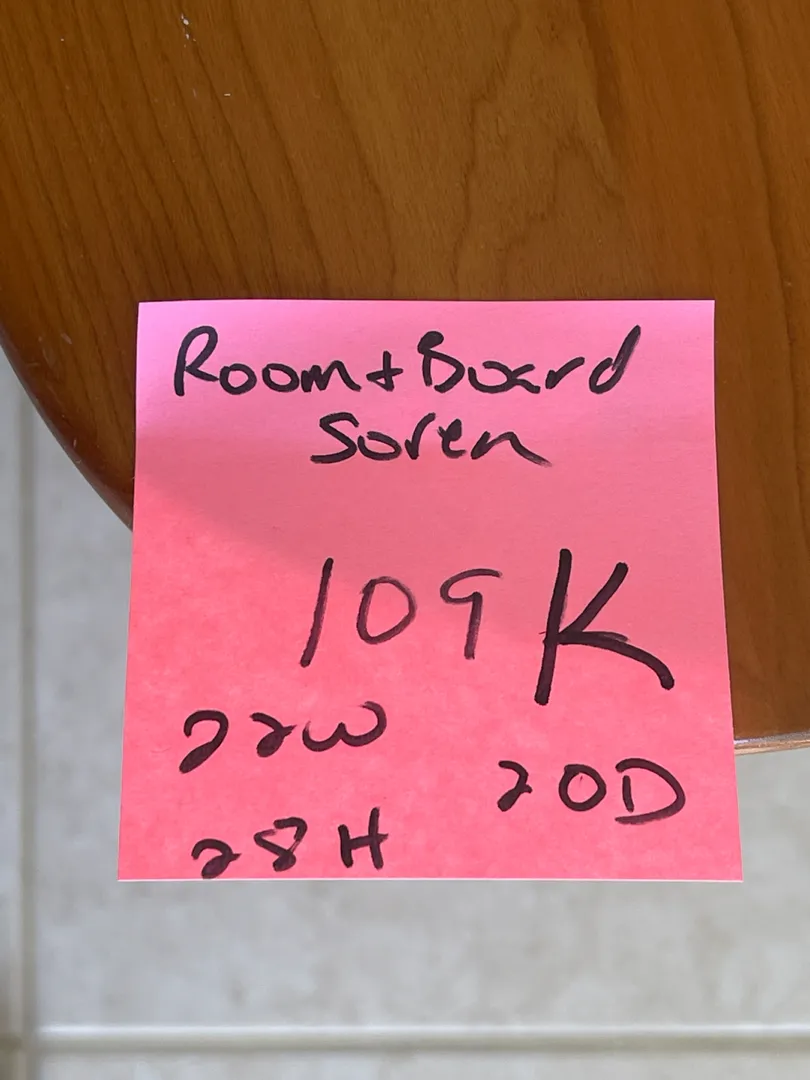 Room + Board
Soren
109K
22W
20D
28H